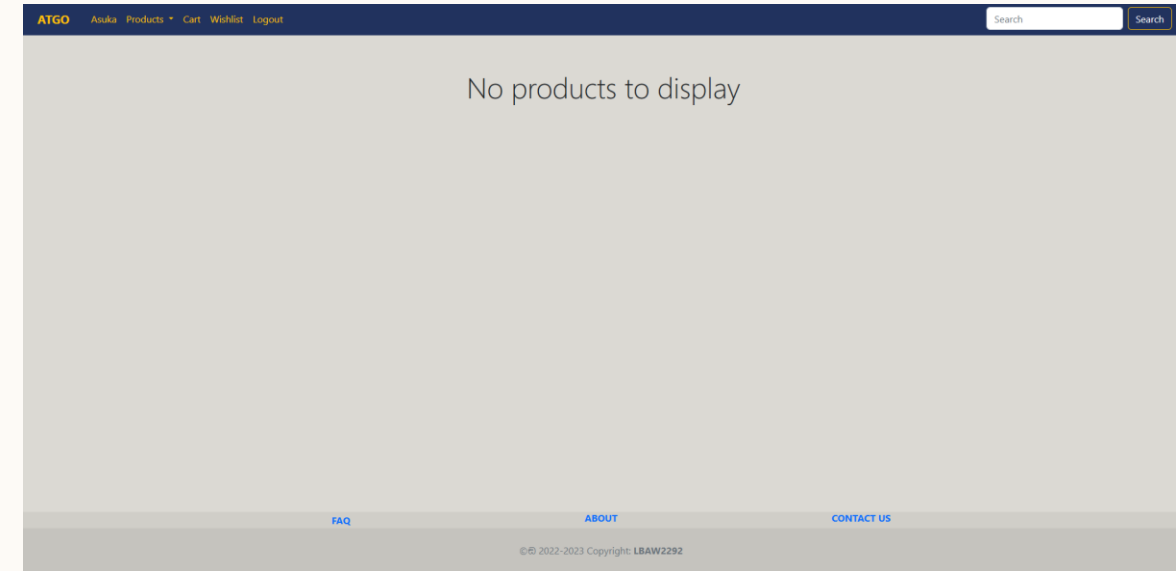 ATGO Asuka Products Cart Wishlist Logout Search Search
No products to display
FAQ ABOUT CONTACT US
©🄯 2022-2023 Copyright: LBAW2292